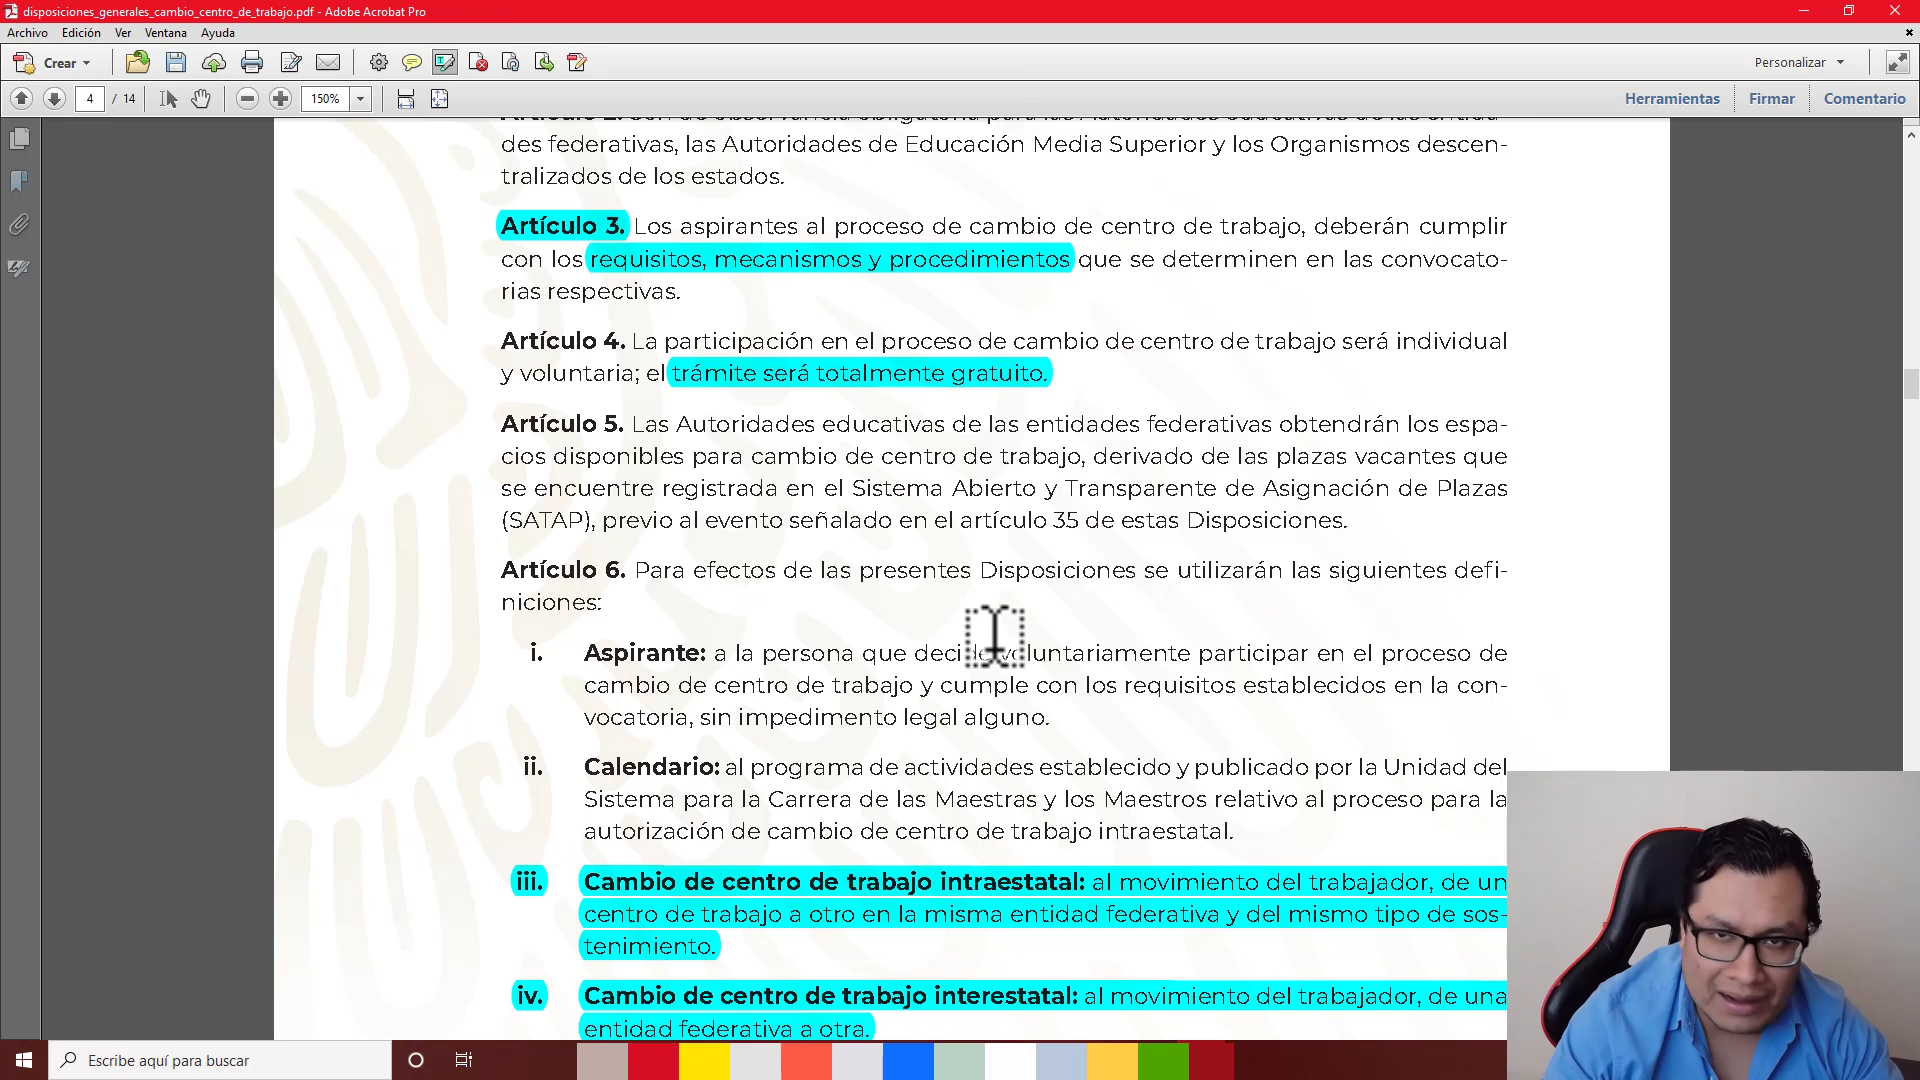 disposiciones_generales_cambio_centro_de_trabajo.pdf - Adobe Acrobat Pro
Archivo Edición Ver Ventana Ayuda
Crear
Personalizar
4 / 14
150%
Herramientas Firmar Comentario
des federativas, las Autoridades de Educación Media Superior y los Organismos descen-
tralizados de los estados.
Artículo 3. Los aspirantes al proceso de cambio de centro de trabajo, deberán cumplir
con los requisitos, mecanismos y procedimientos que se determinen en las convocato-
rias respectivas.
Artículo 4. La participación en el proceso de cambio de centro de trabajo será individual
y voluntaria; el trámite será totalmente gratuito.
Artículo 5. Las Autoridades educativas de las entidades federativas obtendrán los espa-
cios disponibles para cambio de centro de trabajo, derivado de las plazas vacantes que
se encuentre registrada en el Sistema Abierto y Transparente de Asignación de Plazas
(SATAP), previo al evento señalado en el artículo 35 de estas Disposiciones.
Artículo 6. Para efectos de las presentes Disposiciones se utilizarán las siguientes defi-
niciones:
i. Aspirante: a la persona que decide voluntariamente participar en el proceso de
cambio de centro de trabajo y cumple con los requisitos establecidos en la con-
vocatoria, sin impedimento legal alguno.
ii. Calendario: al programa de actividades establecido y publicado por la Unidad del
Sistema para la Carrera de las Maestras y los Maestros relativo al proceso para la
autorización de cambio de centro de trabajo intraestatal.
iii. Cambio de centro de trabajo intraestatal: al movimiento del trabajador, de un
centro de trabajo a otro en la misma entidad federativa y del mismo tipo de sos-
tenimiento.
iv. Cambio de centro de trabajo interestatal: al movimiento del trabajador, de una
entidad federativa a otra.
Escribe aquí para buscar